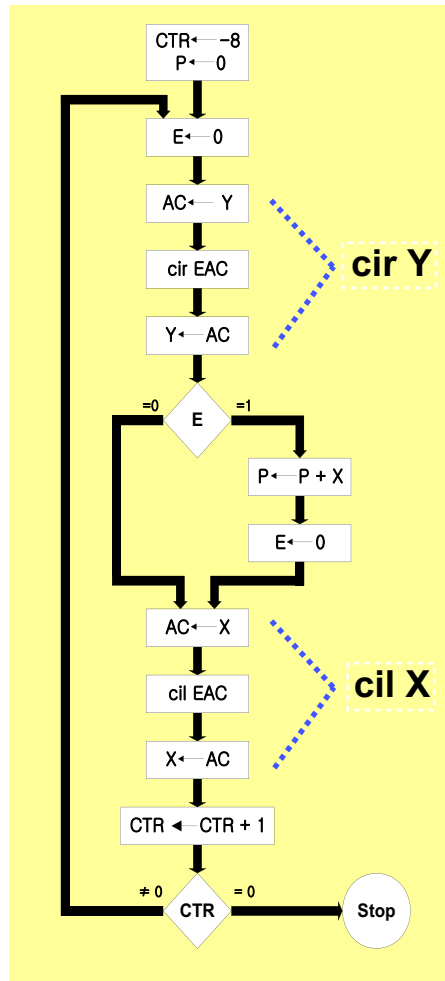 CTR ← -8
P ← 0
E ← 0
AC ← Y
cir EAC
Y ← AC
cir Y
=0
=1
E
P ← P + X
E ← 0
AC ← X
cil EAC
X ← AC
cil X
CTR ← CTR + 1
≠ 0
= 0
CTR
Stop